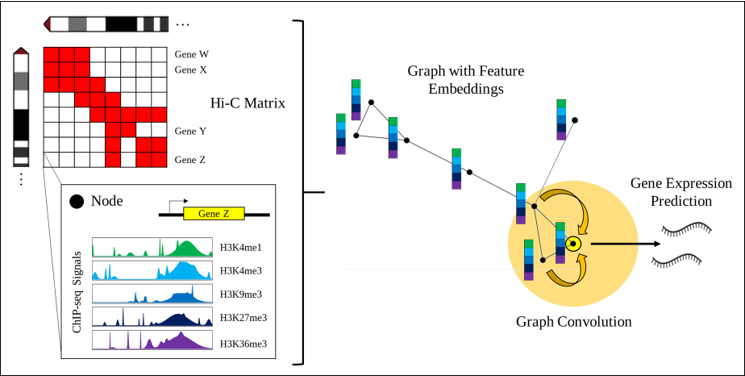 ...
Gene W
Gene X
Hi-C Matrix
Gene Y
Gene Z
...
Node
Gene Z
ChIP-seq Signals
H3K4me1
H3K4me3
H3K9me3
H3K27me3
H3K36me3
Graph with Feature
Embeddings
Gene Expression
Prediction
Graph Convolution